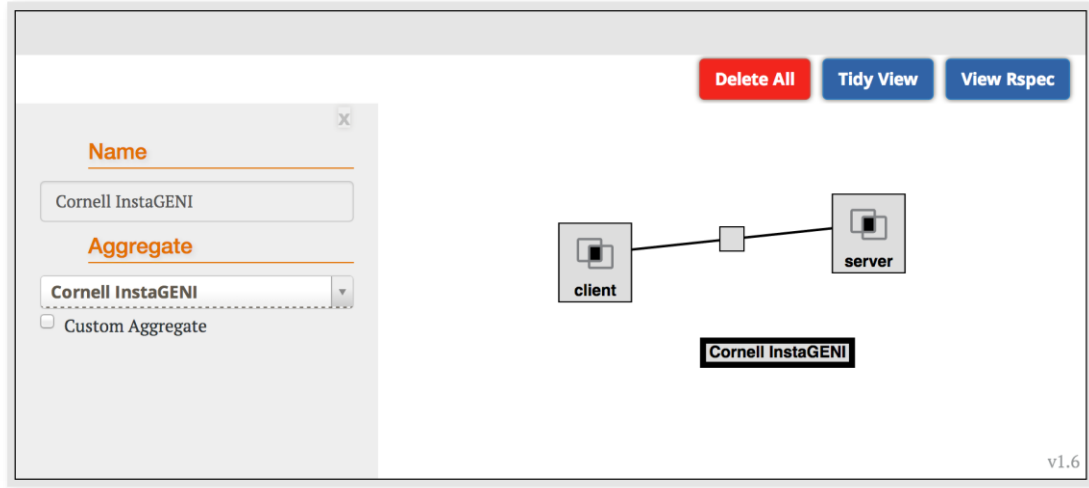 Delete All
Tidy View
View Rspec
x
Name
Cornell InstaGENI
Aggregate
Cornell InstaGENI
Custom Aggregate
client
server
Cornell InstaGENI
v1.6